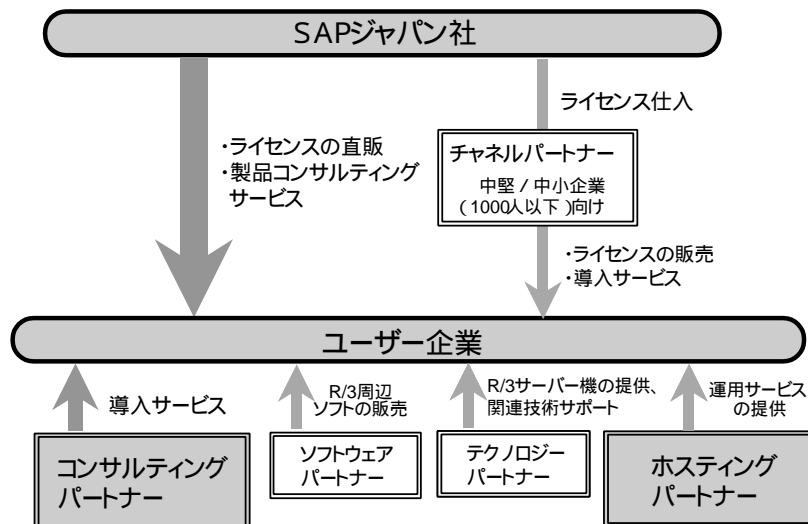 SAPジャパン社
ライセンス仕入
・ライセンスの直販
・製品コンサルティング
サービス
チャネルパートナー
中堅 / 中小企業
(1000人以下)向け
・ライセンスの販売
・導入サービス
ユーザー企業
導入サービス
R/3周辺
ソフトの販売
R/3サーバー機の提供、
関連技術サポート
運用サービス
の提供
コンサルティング
パートナー
ソフトウェア
パートナー
テクノロジー
パートナー
ホスティング
パートナー